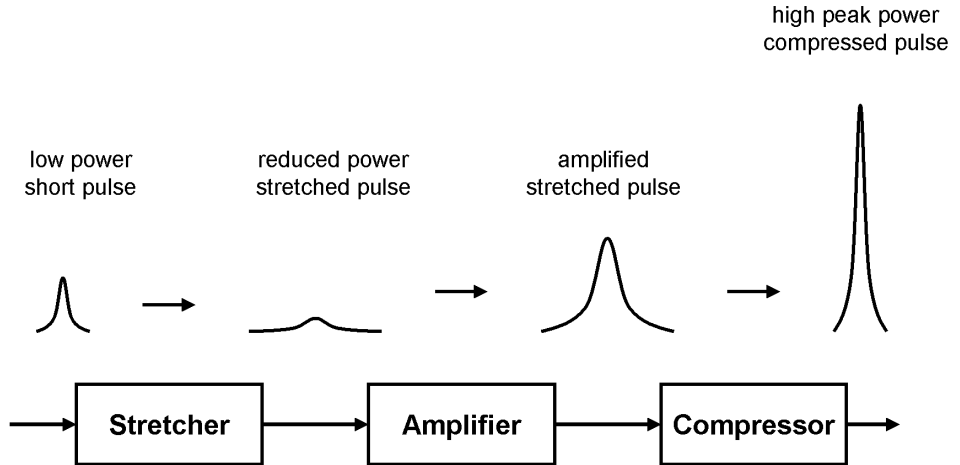 high peak power
compressed pulse
low power
short pulse
reduced power
stretched pulse
amplified
stretched pulse
Stretcher
Amplifier
Compressor